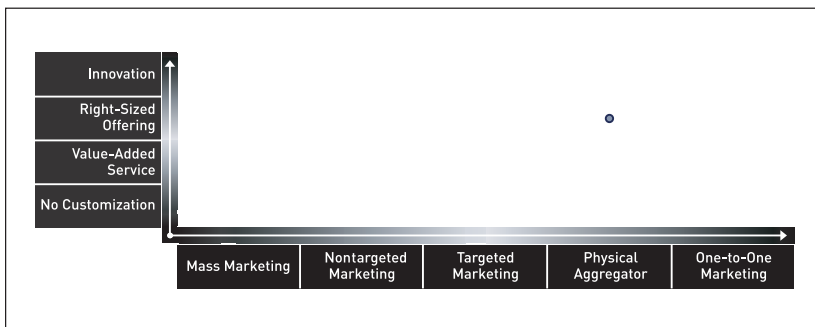 Innovation
Right-Sized
Offering
Value-Added
Service
No Customization
Mass Marketing
Nontargeted
Marketing
Targeted
Marketing
Physical
Aggregator
One-to-One
Marketing